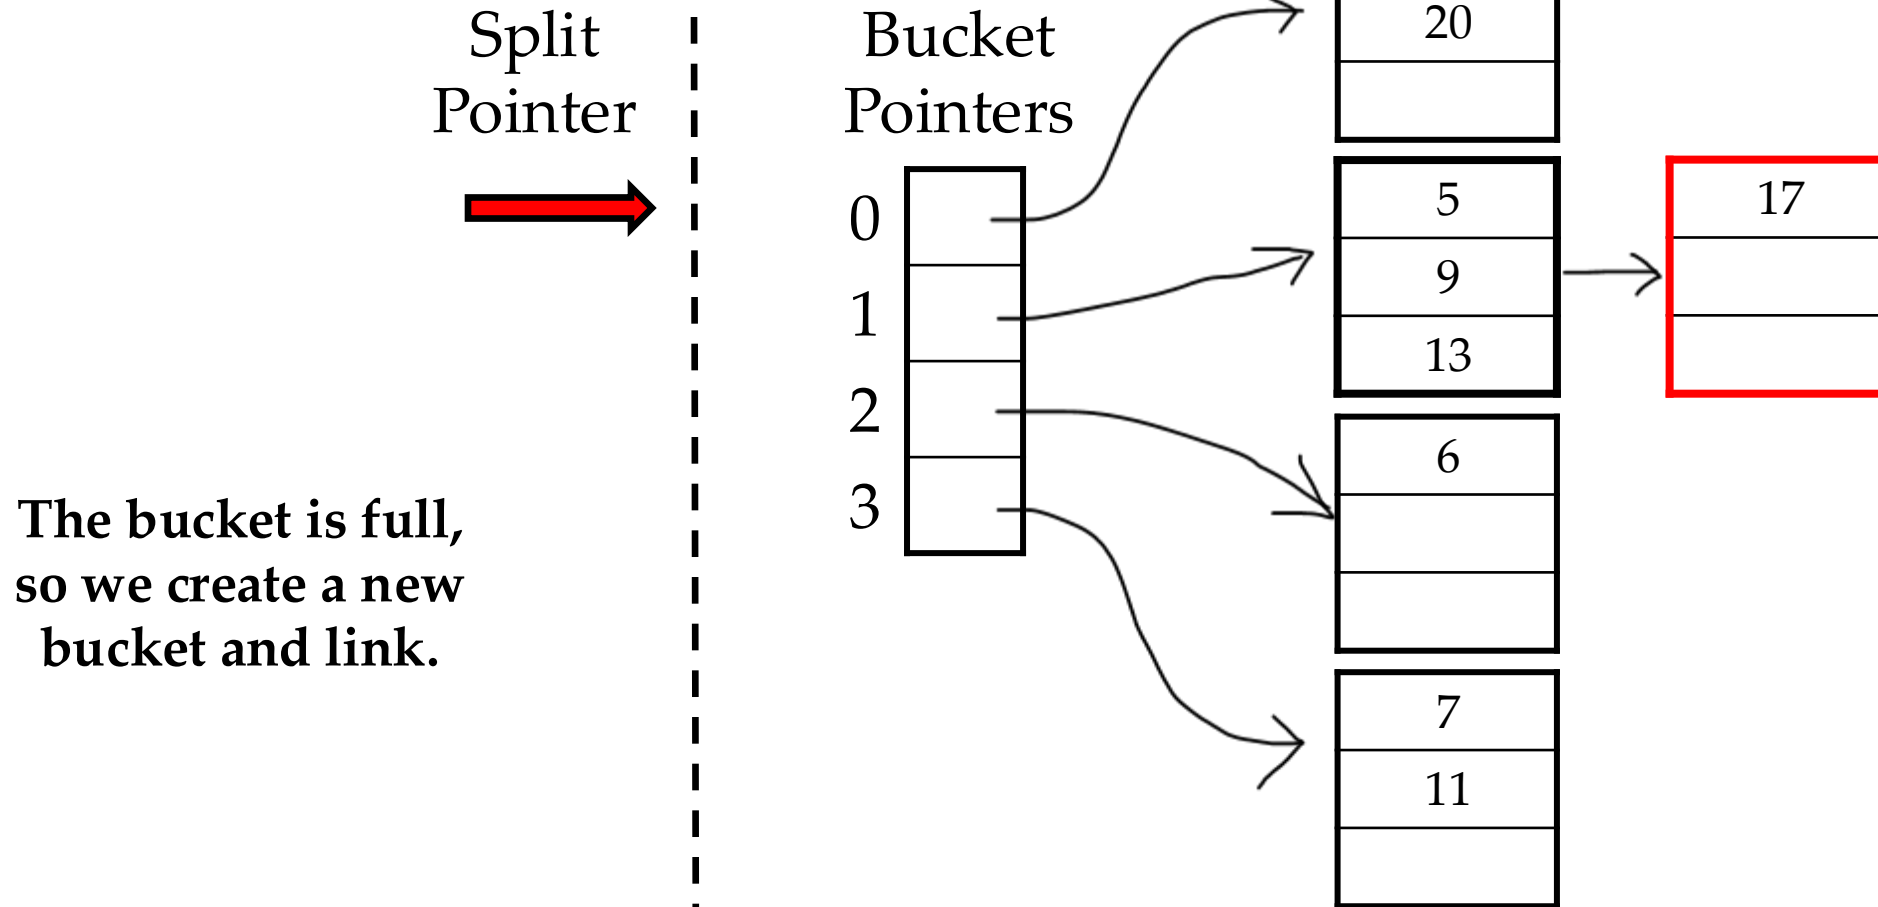 Split
Pointer
Bucket
Pointers
0
1
2
3
20
5
9
13
17
6
7
11
The bucket is full,
so we create a new
bucket and link.